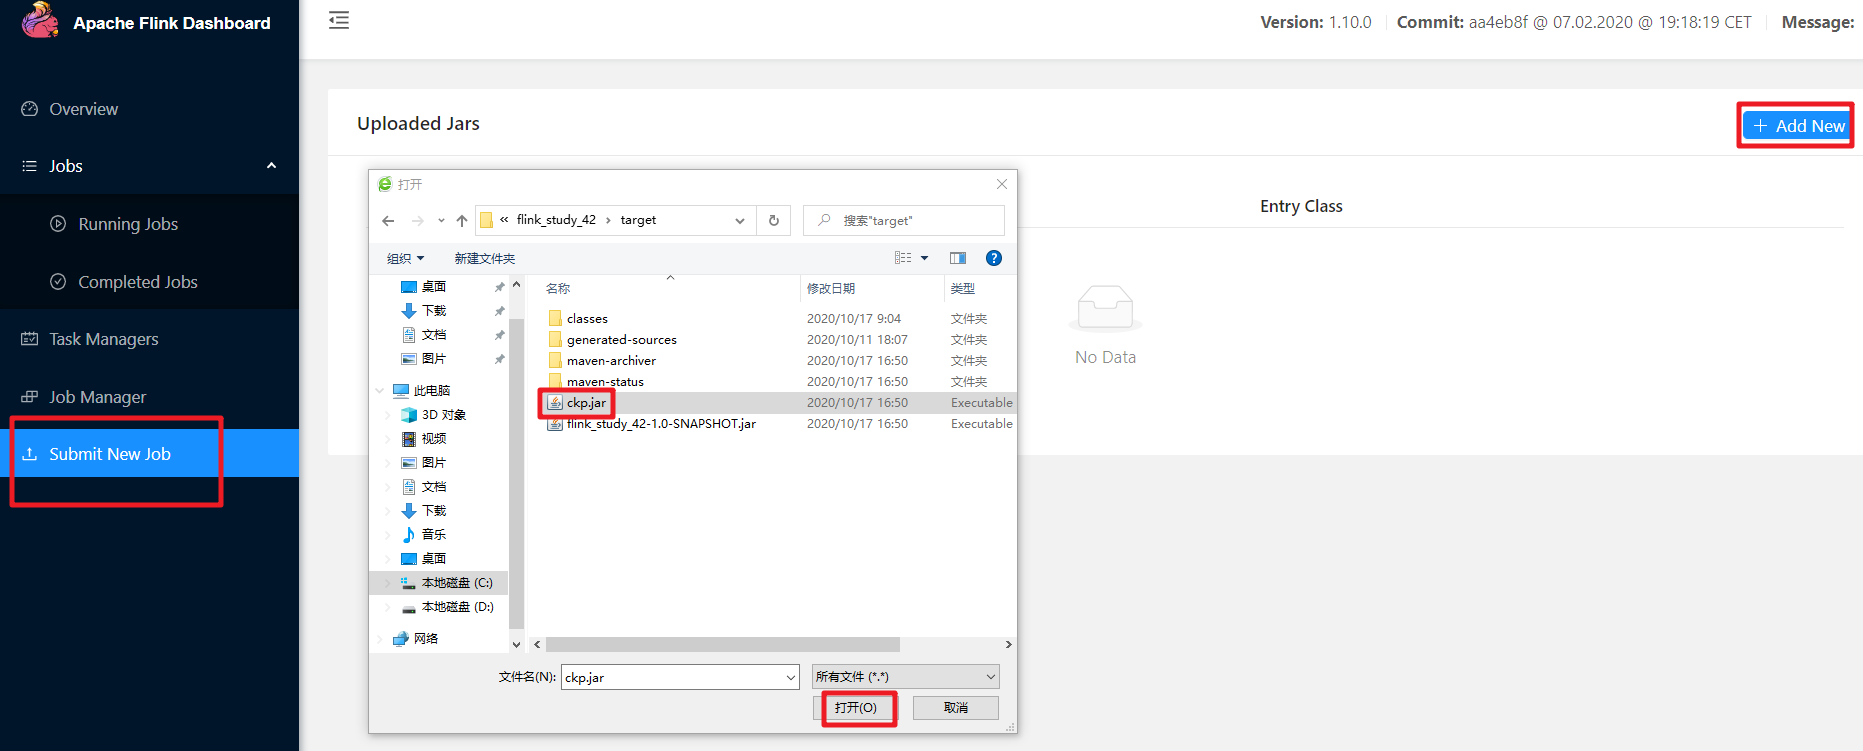 Apache Flink Dashboard
Version: 1.10.0 Commit: aa4eb8f @ 07.02.2020 @ 19:18:19 CET Message:
Overview
Jobs
Running Jobs
Completed Jobs
Task Managers
Job Manager
Submit New Job
Uploaded Jars
+ Add New
Entry Class
No Data
打开
« flink_study_42 › target
搜索"target"
组织
新建文件夹
桌面
下载
文档
图片
此电脑
3D 对象
视频
图片
文档
下载
音乐
桌面
本地磁盘 (C:)
本地磁盘 (D:)
网络
名称 修改日期 类型
classes 2020/10/17 9:04 文件夹
generated-sources 2020/10/11 18:07 文件夹
maven-archiver 2020/10/17 16:50 文件夹
maven-status 2020/10/17 16:50 文件夹
ckp.jar 2020/10/17 16:50 Executable
flink_study_42-1.0-SNAPSHOT.jar 2020/10/17 16:50 Executable
文件名(N): ckp.jar 所有文件 (*.*)
打开(O) 取消